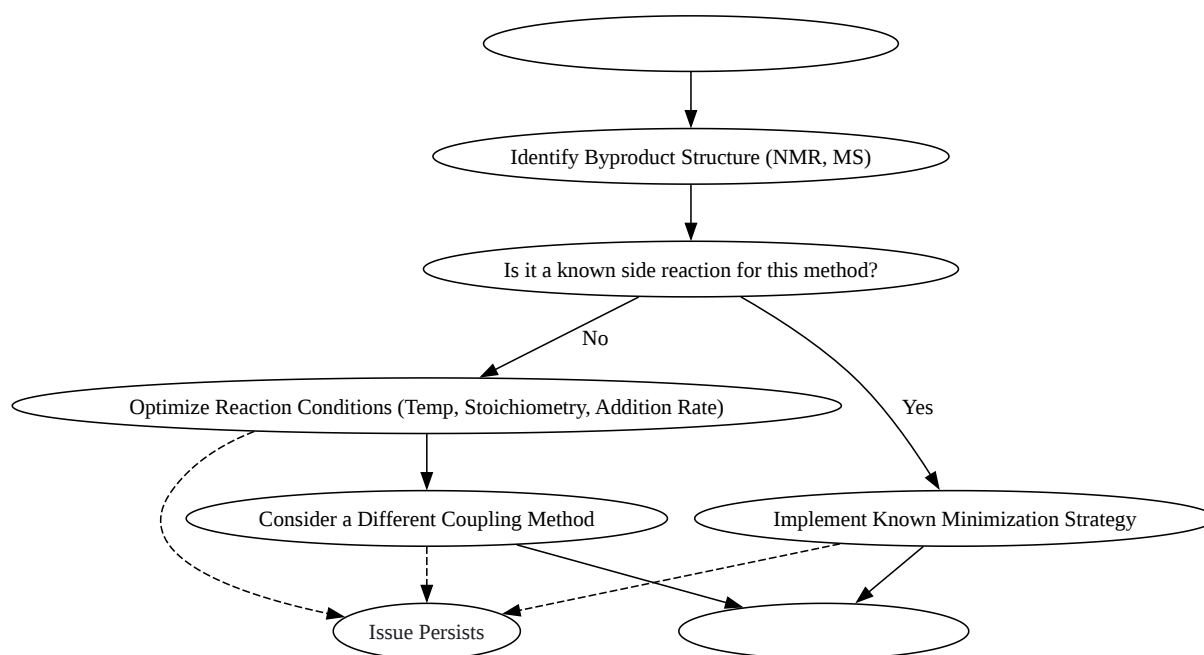 Identify Byproduct Structure (NMR, MS)
Is it a known side reaction for this method?
No
Yes
Optimize Reaction Conditions (Temp, Stoichiometry, Addition Rate)
Consider a Different Coupling Method
Implement Known Minimization Strategy
Issue Persists